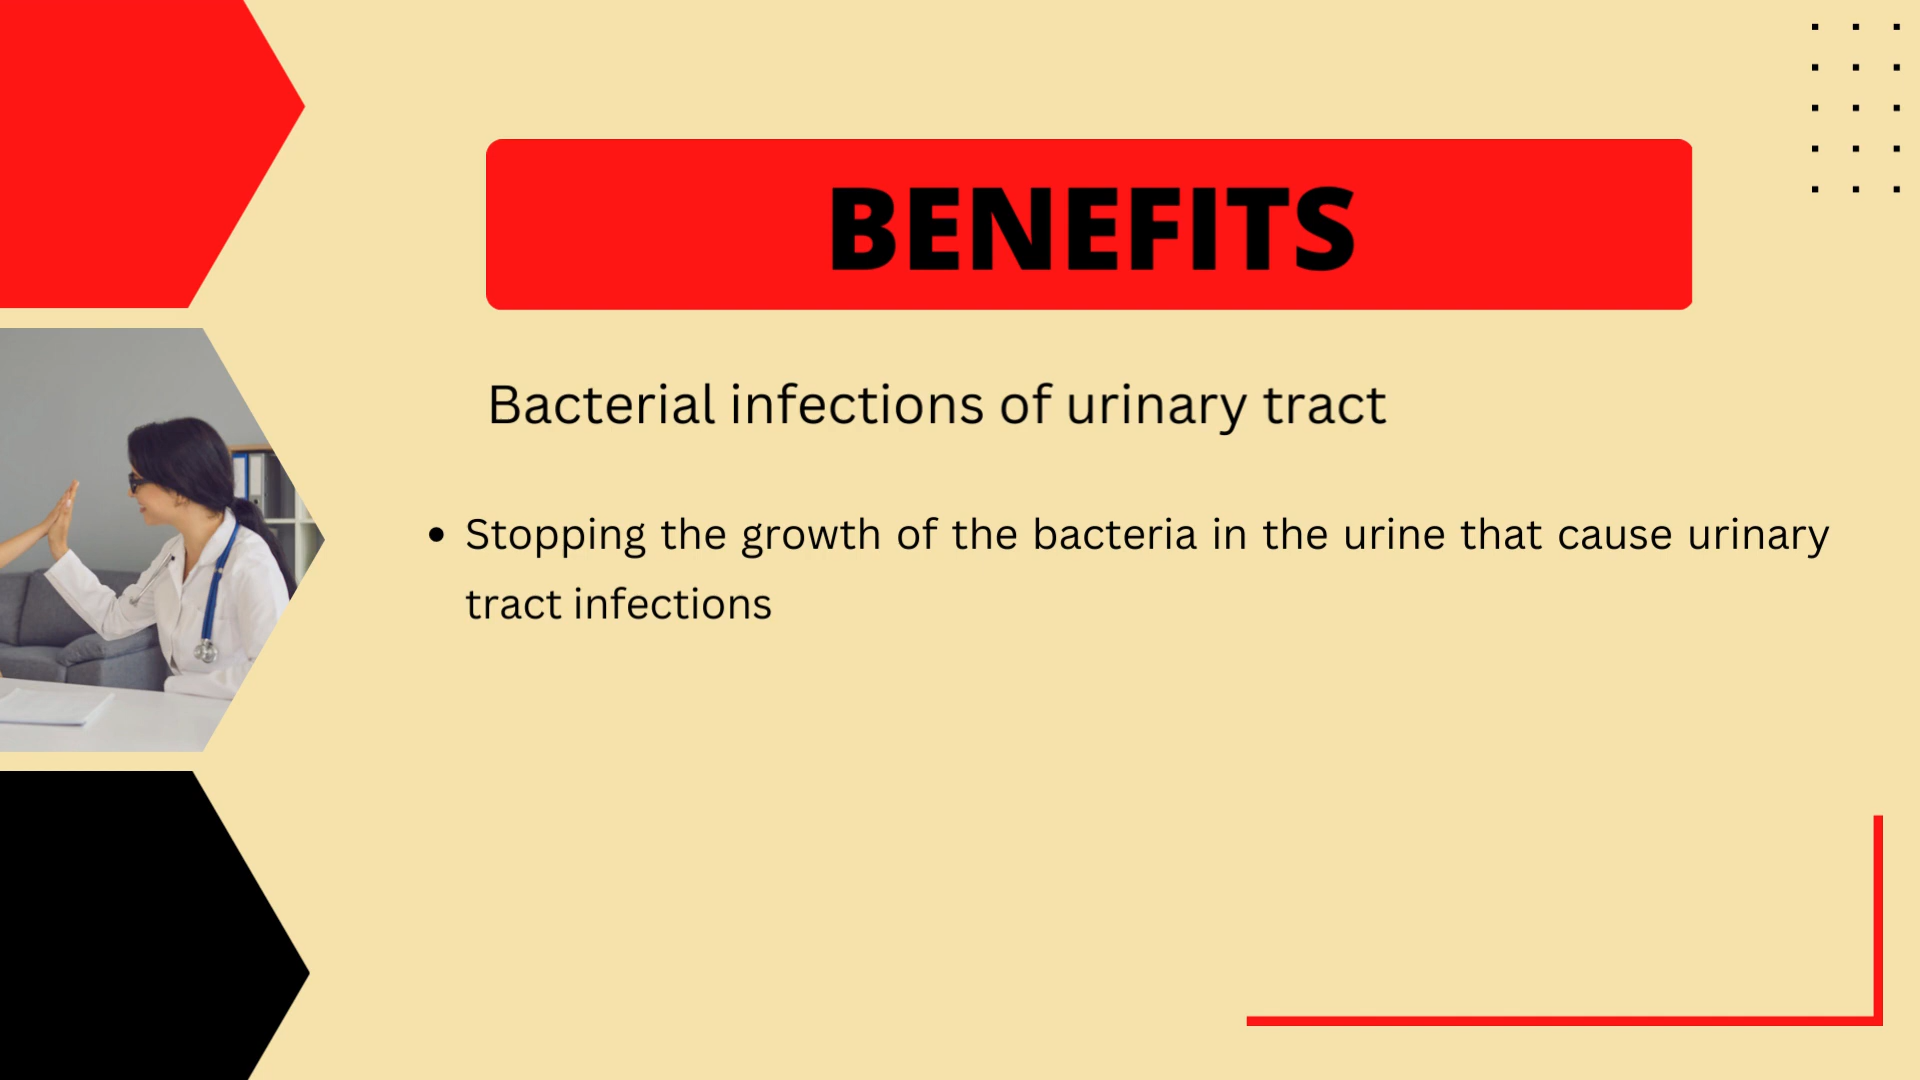 BENEFITS
Bacterial infections of urinary tract
• Stopping the growth of the bacteria in the urine that cause urinary
tract infections